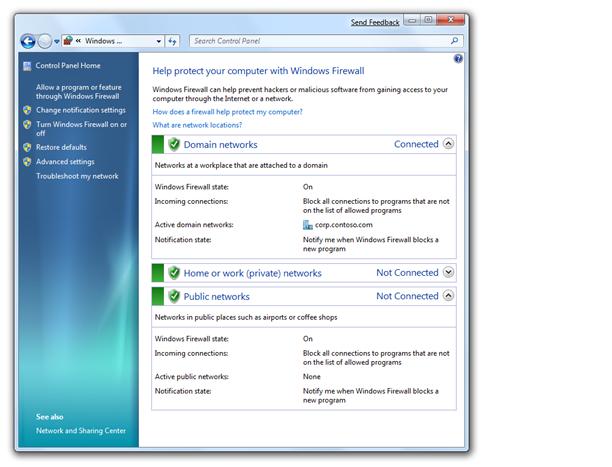 Send Feedback
« Windows ...
Search Control Panel
Control Panel Home
Allow a program or feature
through Windows Firewall
Change notification settings
Turn Windows Firewall on or
off
Restore defaults
Advanced settings
Troubleshoot my network
See also
Network and Sharing Center
Help protect your computer with Windows Firewall
Windows Firewall can help prevent hackers or malicious software from gaining access to your
computer through the Internet or a network.
How does a firewall help protect my computer?
What are network locations?
Domain networks Connected
Networks at a workplace that are attached to a domain
Windows Firewall state: On
Incoming connections: Block all connections to programs that are not
on the list of allowed programs
Active domain networks: corp.contoso.com
Notification state: Notify me when Windows Firewall blocks a
new program
Home or work (private) networks Not Connected
Public networks Not Connected
Networks in public places such as airports or coffee shops
Windows Firewall state: On
Incoming connections: Block all connections to programs that are not
on the list of allowed programs
Active public networks: None
Notification state: Notify me when Windows Firewall blocks a
new program